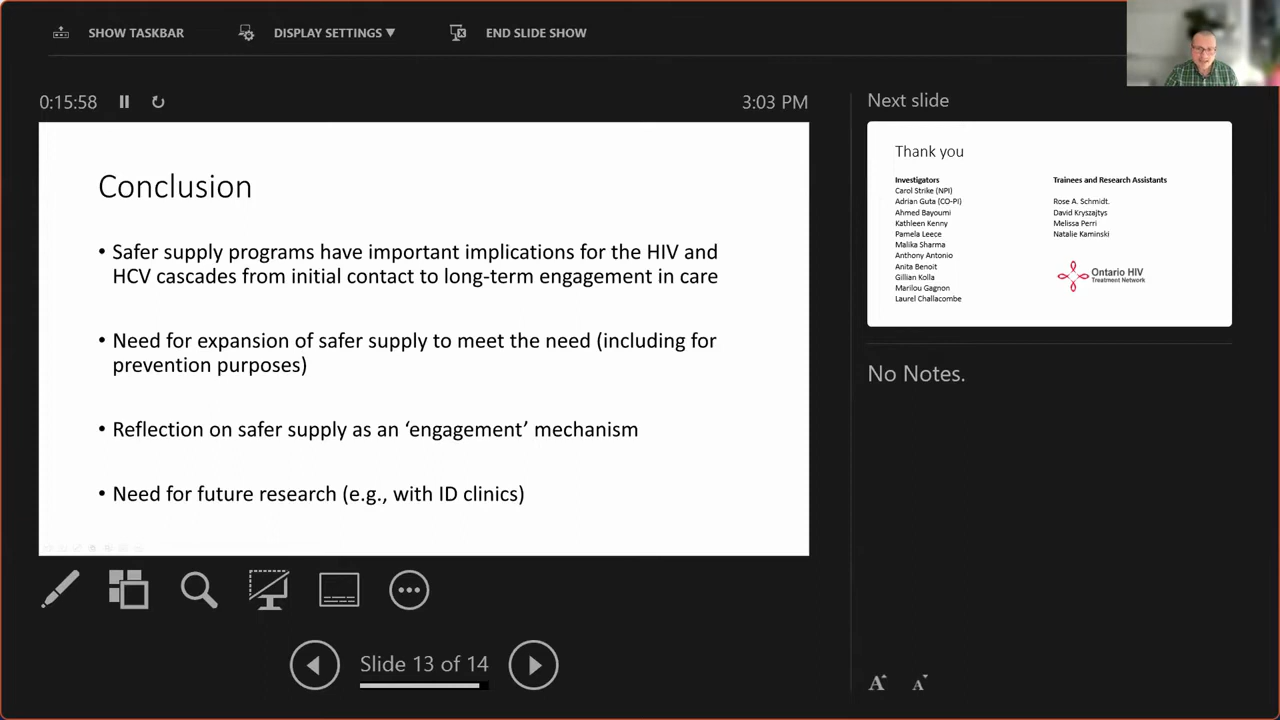 SHOW TASKBAR
DISPLAY SETTINGS ▼
END SLIDE SHOW
0:15:58
3:03 PM
Conclusion
• Safer supply programs have important implications for the HIV and
HCV cascades from initial contact to long-term engagement in care
• Need for expansion of safer supply to meet the need (including for
prevention purposes)
• Reflection on safer supply as an ‘engagement’ mechanism
• Need for future research (e.g., with ID clinics)
Slide 13 of 14
Next slide
Thank you
Investigators
Carol Strike (NPI)
Adrian Guta (CO-PI)
Ahmed Bayoumi
Kathleen Kenny
Pamela Leece
Malika Sharma
Anthony Antonio
Anita Benoit
Gillian Kolla
Marilou Gagnon
Laurel Challacombe
Trainees and Research Assistants
Rose A. Schmidt.
David Kryszajtys
Melissa Perri
Natalie Kaminski
Ontario HIV
Treatment Network
No Notes.
A A